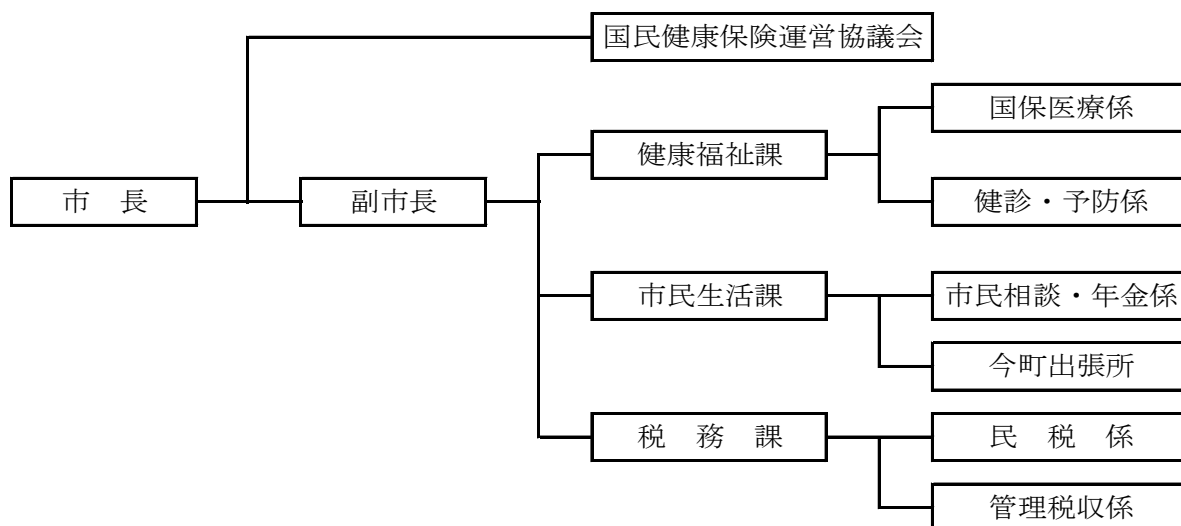 国民健康保険運営協議会
国保医療係
健康福祉課
市　長
副市長
健診・予防係
市民生活課
市民相談・年金係
今町出張所
税　務　課
民　税　係
管理税収係